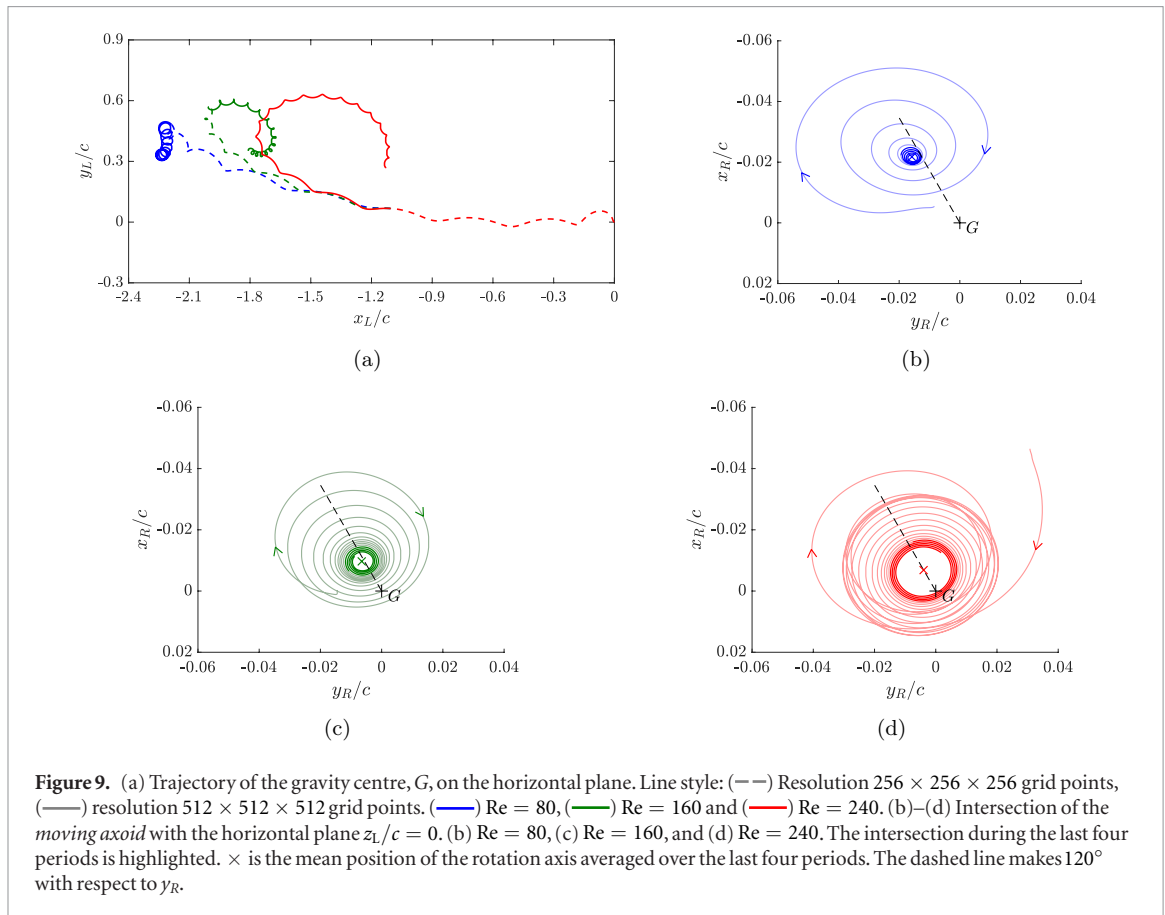 0.9
0.6
0.3
0
-0.3
y_L/c
-2.4 -2.1 -1.8 -1.5 -1.2 -0.9 -0.6 -0.3 0
x_L/c
(a)
-0.06
-0.04
-0.02
0
0.02
x_R/c
G
-0.06 -0.04 -0.02 0 0.02 0.04
y_R/c
(b)
-0.06
-0.04
-0.02
0
0.02
x_R/c
G
-0.06 -0.04 -0.02 0 0.02 0.04
y_R/c
(c)
-0.06
-0.04
-0.02
0
0.02
x_R/c
G
-0.06 -0.04 -0.02 0 0.02 0.04
y_R/c
(d)
Figure 9. (a) Trajectory of the gravity centre, G, on the horizontal plane. Line style: (– –) Resolution 256 × 256 × 256 grid points,
(——) resolution 512 × 512 × 512 grid points. (——) Re = 80, (——) Re = 160 and (——) Re = 240. (b)–(d) Intersection of the
moving axoid with the horizontal plane z_L/c = 0. (b) Re = 80, (c) Re = 160, and (d) Re = 240. The intersection during the last four
periods is highlighted. × is the mean position of the rotation axis averaged over the last four periods. The dashed line makes 120°
with respect to y_R.